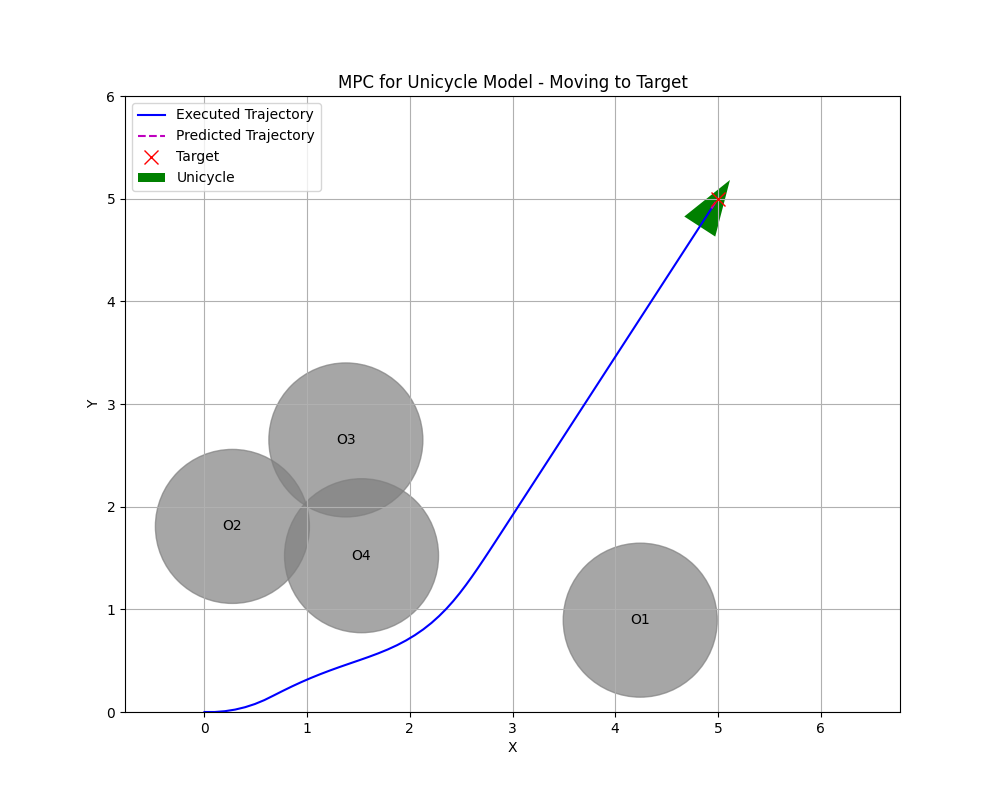 MPC for Unicycle Model - Moving to Target
Executed Trajectory
Predicted Trajectory
Target
Unicycle
6
5
4
3
2
1
0
Y
O3
O2
O4
O1
0 1 2 3 4 5 6
X